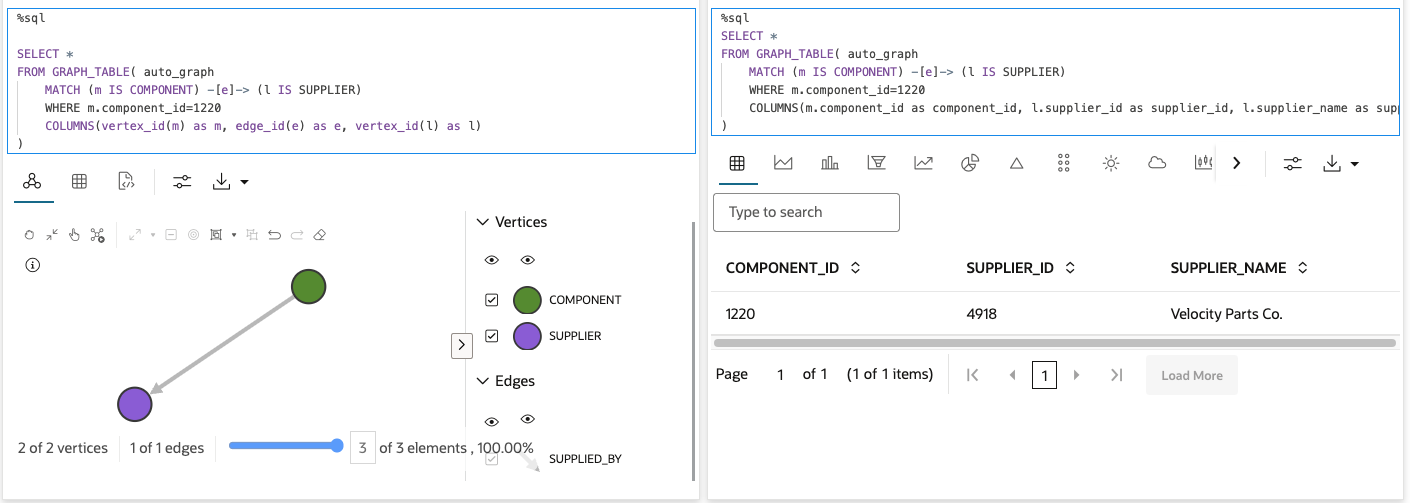 %sql
SELECT *
FROM GRAPH_TABLE( auto_graph
MATCH (m IS COMPONENT) -[e]-> (l IS SUPPLIER)
WHERE m.component_id=1220
COLUMNS(vertex_id(m) as m, edge_id(e) as e, vertex_id(l) as l)
)
Vertices
COMPONENT
SUPPLIER
Edges
SUPPLIED_BY
2 of 2 vertices
1 of 1 edges
3 of 3 elements , 100.00%
%sql
SELECT *
FROM GRAPH_TABLE( auto_graph
MATCH (m IS COMPONENT) -[e]-> (l IS SUPPLIER)
WHERE m.component_id=1220
COLUMNS(m.component_id as component_id, l.supplier_id as supplier_id, l.supplier_name as sup
)
Type to search
COMPONENT_ID SUPPLIER_ID SUPPLIER_NAME
1220 4918 Velocity Parts Co.
Page 1 of 1 (1 of 1 items) 1 Load More